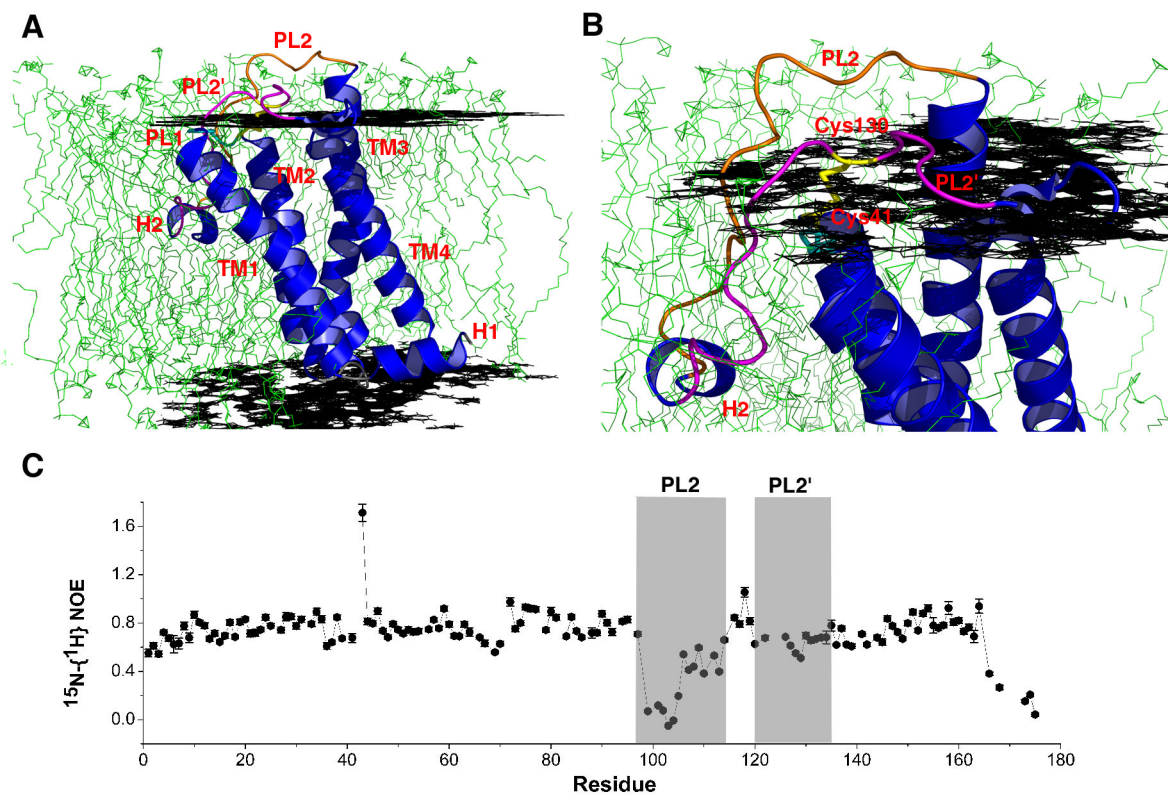 A
PL2
PL2'
PL1
TM3
TM2
H2
TM1
TM4
H1
B
PL2
Cys130
PL2'
Cys41
H2
C
PL2
PL2'
1.6
1.2
0.8
0.4
0.0
15N-{1H} NOE
0 20 40 60 80 100 120 140 160 180
Residue